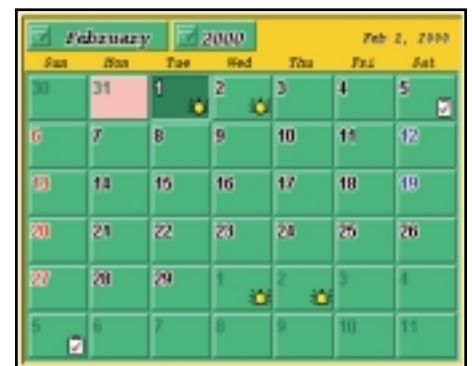 February 2000 Feb 2, 2000
Sun Mon Tue Wed Thu Fri Sat
30 31 1 2 3 4 5
6 7 8 9 10 11 12
13 14 15 16 17 18 19
20 21 22 23 24 25 26
27 28 29 1 2 3 4
5 6 7 8 9 10 11